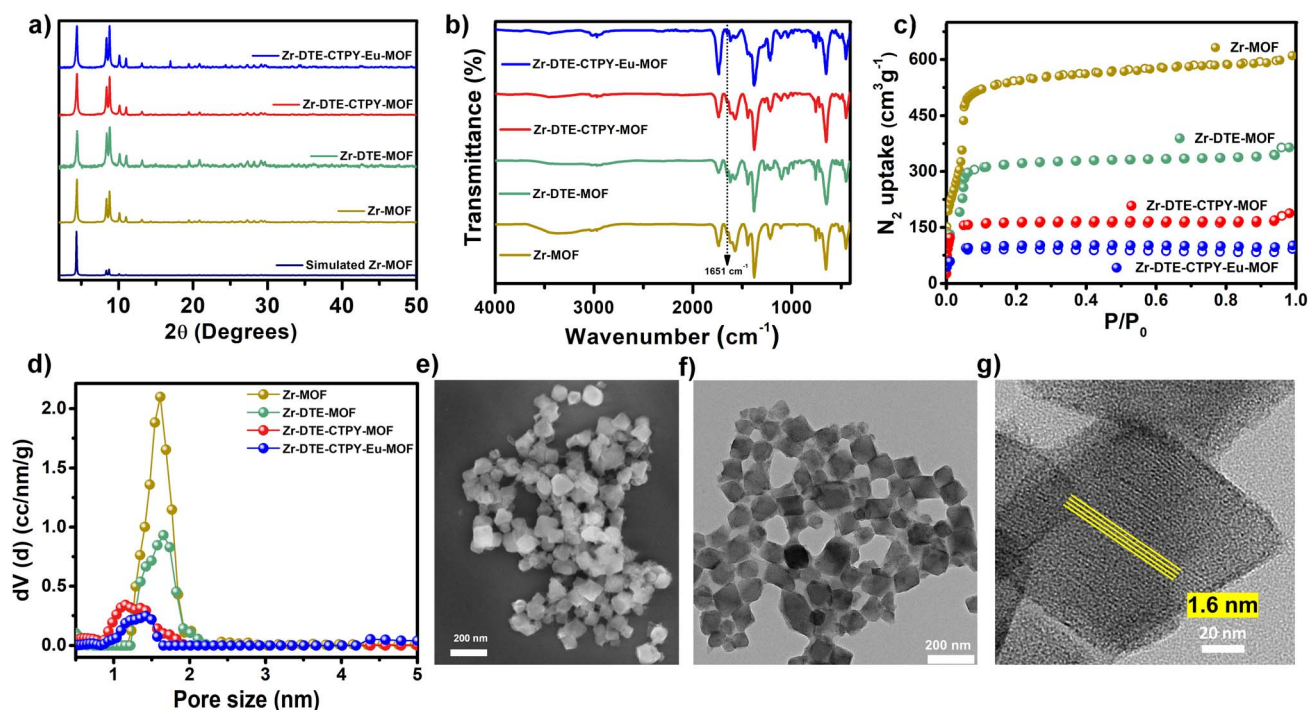 a)
Zr-DTE-CTPY-Eu-MOF
Zr-DTE-CTPY-MOF
Zr-DTE-MOF
Zr-MOF
Simulated Zr-MOF
10 20 30 40 50
2θ (Degrees)
b)
Transmittance (%)
Zr-DTE-CTPY-Eu-MOF
Zr-DTE-CTPY-MOF
Zr-DTE-MOF
Zr-MOF
1651 cm⁻¹
4000 3000 2000 1000
Wavenumber (cm⁻¹)
c)
N₂ uptake (cm³g⁻¹)
600
450
300
150
0
Zr-MOF
Zr-DTE-MOF
Zr-DTE-CTPY-MOF
Zr-DTE-CTPY-Eu-MOF
0.0 0.2 0.4 0.6 0.8 1.0
P/P₀
d)
dV (d) (cc/nm/g)
2.0
1.5
1.0
0.5
0.0
Zr-MOF
Zr-DTE-MOF
Zr-DTE-CTPY-MOF
Zr-DTE-CTPY-Eu-MOF
1 2 3 4 5
Pore size (nm)
e)
200 nm
f)
200 nm
g)
1.6 nm
20 nm